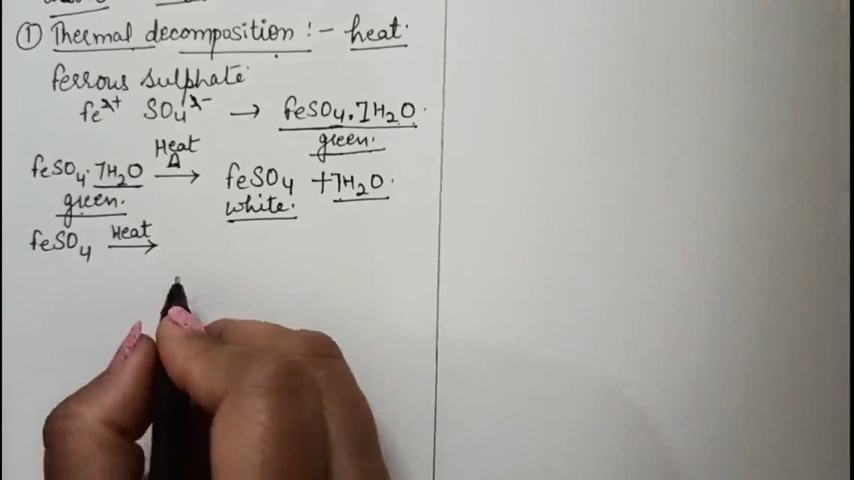 ① Thermal decomposition :- heat
ferrous sulphate
fe²⁺ SO₄²⁻ → feSO₄.7H₂O.
green.
Heat
feSO₄.7H₂O Δ→ feSO₄ +7H₂O.
green. white.
feSO₄ Heat→